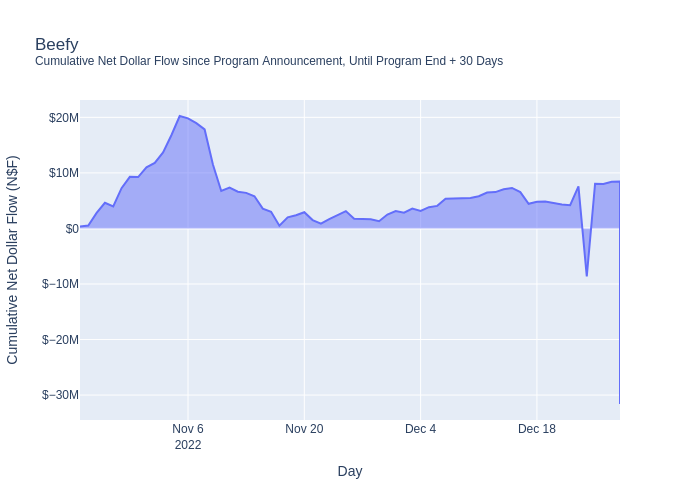 Beefy
Cumulative Net Dollar Flow since Program Announcement, Until Program End + 30 Days
Cumulative Net Dollar Flow (N$F)
$20M
$10M
$0
$−10M
$−20M
$−30M
Nov 6
2022
Nov 20
Dec 4
Dec 18
Day